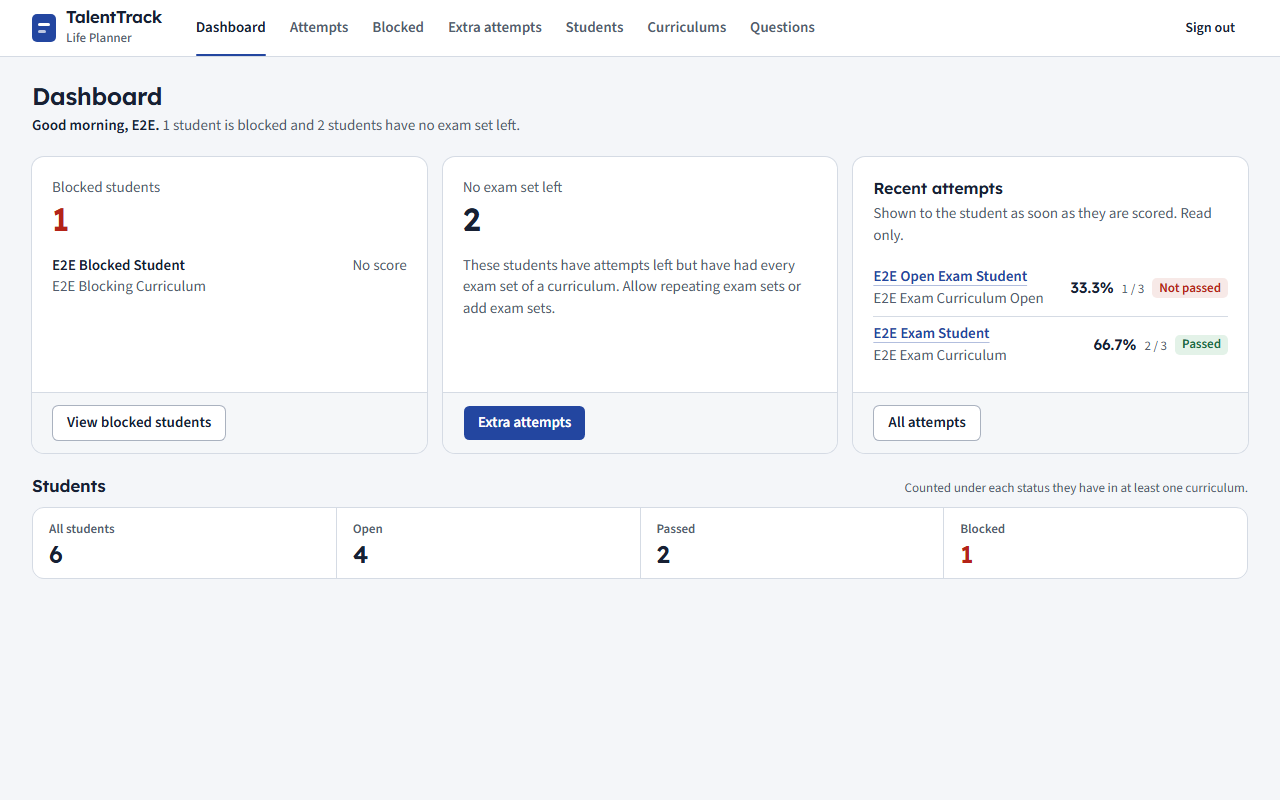 TalentTrack
Life Planner
Dashboard
Attempts
Blocked
Extra attempts
Students
Curriculums
Questions
Sign out
Dashboard
Good morning, E2E. 1 student is blocked and 2 students have no exam set left.
Blocked students
1
E2E Blocked Student
No score
E2E Blocking Curriculum
View blocked students
No exam set left
2
These students have attempts left but have had every
exam set of a curriculum. Allow repeating exam sets or
add exam sets.
Extra attempts
Recent attempts
Shown to the student as soon as they are scored. Read
only.
E2E Open Exam Student
E2E Exam Curriculum Open
33.3% 1 / 3 Not passed
E2E Exam Student
E2E Exam Curriculum
66.7% 2 / 3 Passed
All attempts
Students
Counted under each status they have in at least one curriculum.
All students
6
Open
4
Passed
2
Blocked
1